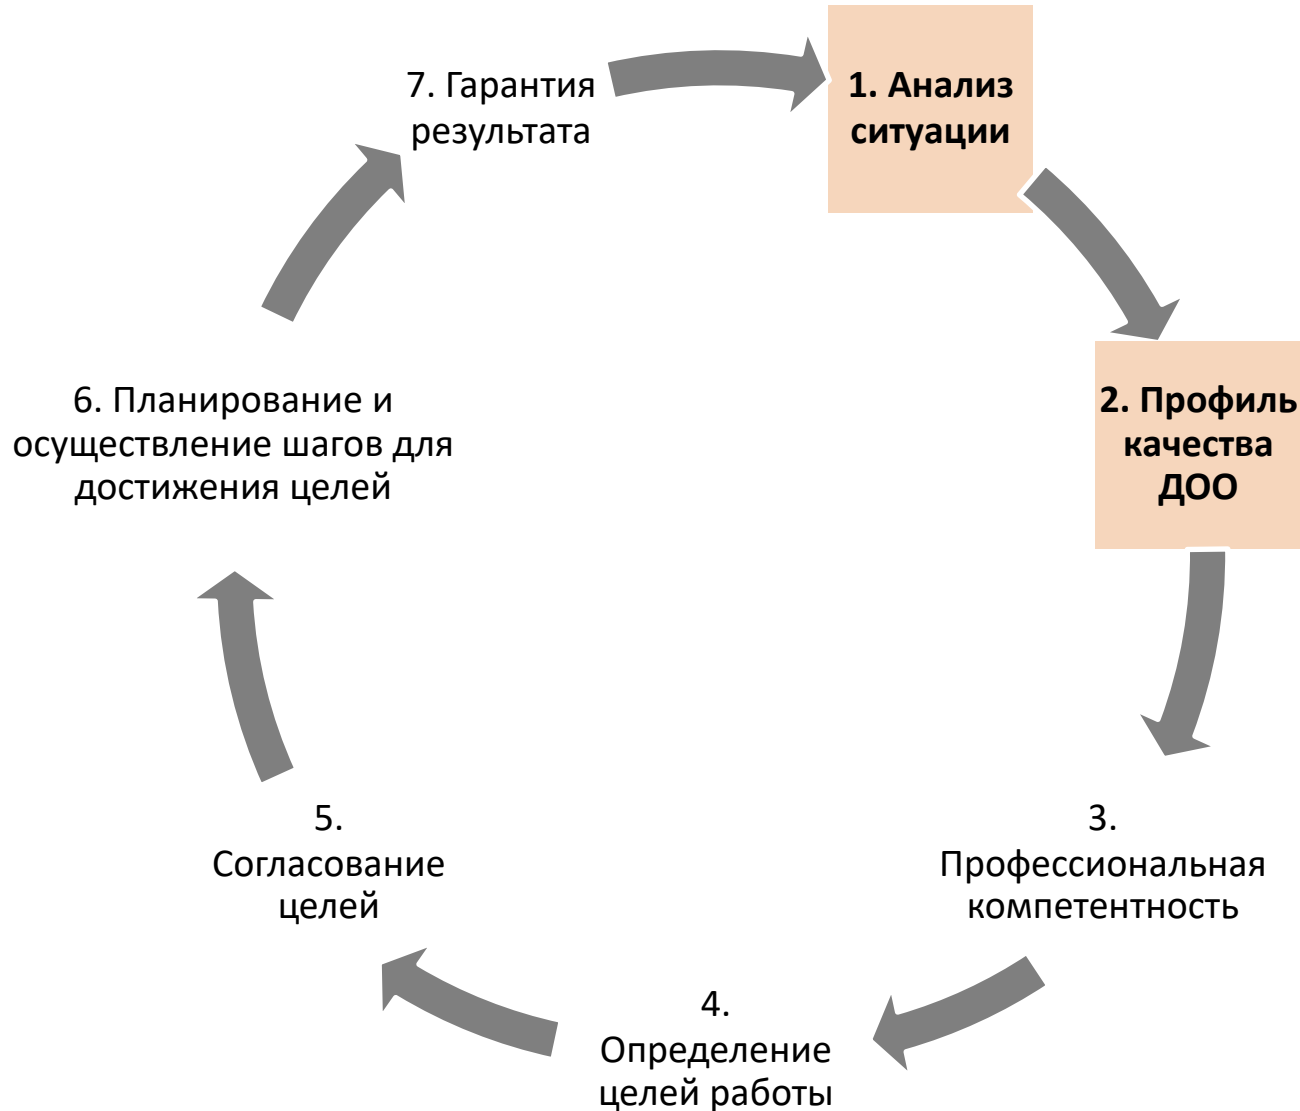 1. Анализ
ситуации
2. Профиль
качества
ДОО
3.
Профессиональная
компетентность
4.
Определение
целей работы
5.
Согласование
целей
6. Планирование и
осуществление шагов для
достижения целей
7. Гарантия
результата